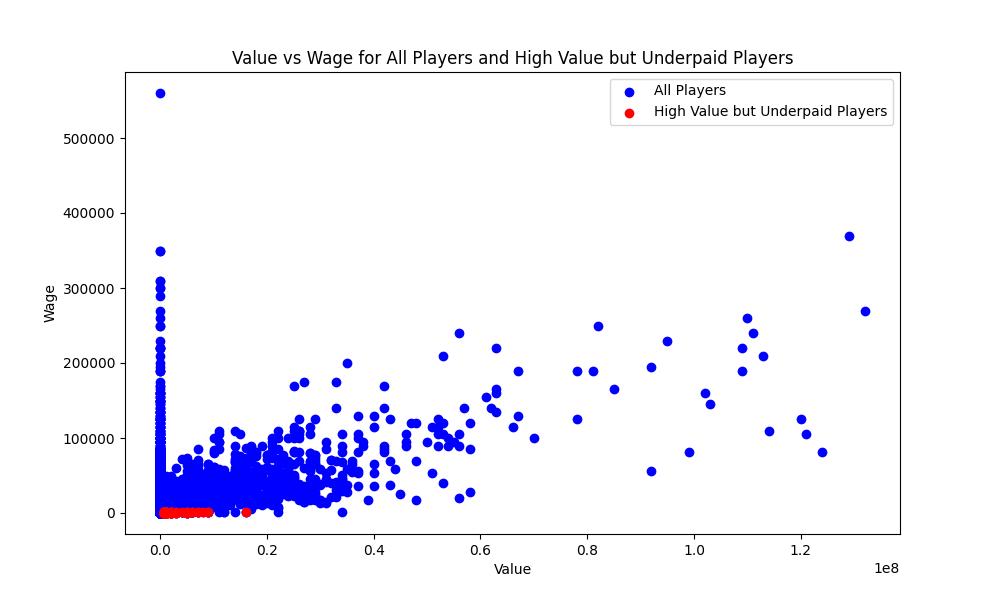 Value vs Wage for All Players and High Value but Underpaid Players
All Players
High Value but Underpaid Players
500000
400000
300000
200000
100000
0
Wage
0.0 0.2 0.4 0.6 0.8 1.0 1.2
1e8
Value